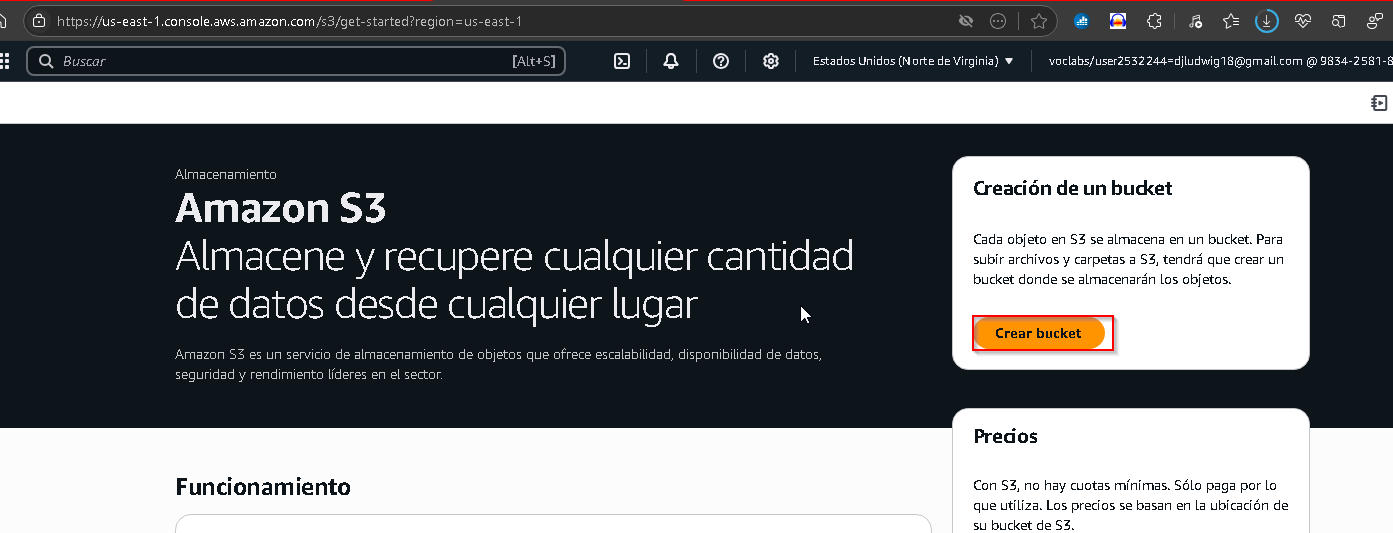 https://us-east-1.console.aws.amazon.com/s3/get-started?region=us-east-1
Buscar
[Alt+S]
Estados Unidos (Norte de Virginia) ▼
voclabs/user2532244=djludwig18@gmail.com @ 9834-2581-8
Almacenamiento
Amazon S3
Almacene y recupere cualquier cantidad
de datos desde cualquier lugar
Amazon S3 es un servicio de almacenamiento de objetos que ofrece escalabilidad, disponibilidad de datos,
seguridad y rendimiento líderes en el sector.
Creación de un bucket
Cada objeto en S3 se almacena en un bucket. Para
subir archivos y carpetas a S3, tendrá que crear un
bucket donde se almacenarán los objetos.
Crear bucket
Precios
Con S3, no hay cuotas mínimas. Sólo paga por lo
que utiliza. Los precios se basan en la ubicación de
su bucket de S3.
Funcionamiento